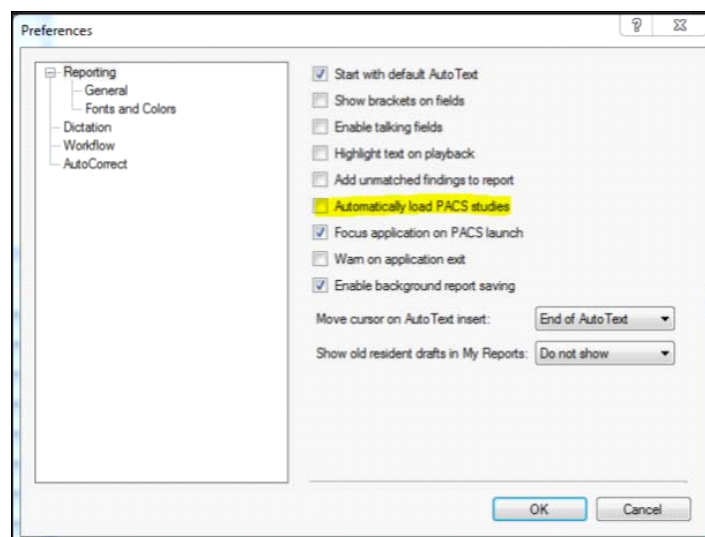 Preferences
Reporting
General
Fonts and Colors
Dictation
Workflow
AutoCorrect
Start with default AutoText
Show brackets on fields
Enable talking fields
Highlight text on playback
Add unmatched findings to report
Automatically load PACS studies
Focus application on PACS launch
Warn on application exit
Enable background report saving
Move cursor on AutoText insert: End of AutoText
Show old resident drafts in My Reports: Do not show
OK Cancel